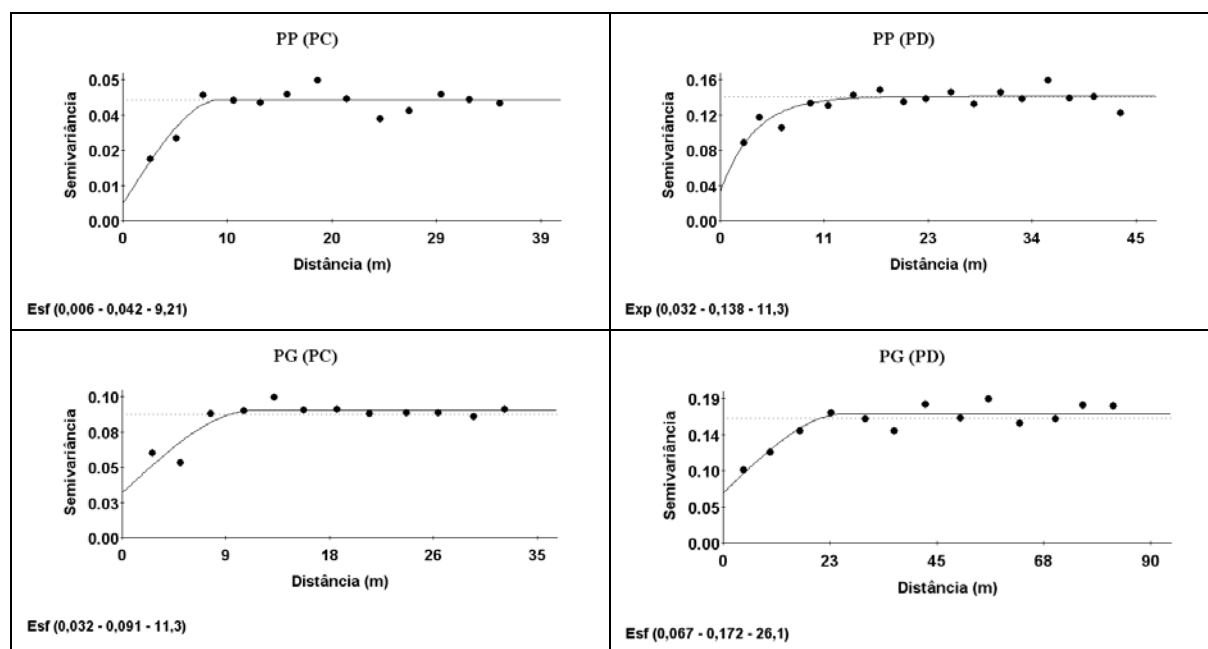 PP (PC)
0.05
0.04
0.02
0.01
0.00
Semivariância
0 10 20 29 39
Distância (m)
Esf (0,006 - 0,042 - 9,21)
PP (PD)
0.16
0.12
0.08
0.04
0.00
Semivariância
0 11 23 34 45
Distância (m)
Exp (0,032 - 0,138 - 11,3)
PG (PC)
0.10
0.08
0.05
0.03
0.00
Semivariância
0 9 18 26 35
Distância (m)
Esf (0,032 - 0,091 - 11,3)
PG (PD)
0.19
0.14
0.10
0.05
0.00
Semivariância
0 23 45 68 90
Distância (m)
Esf (0,067 - 0,172 - 26,1)